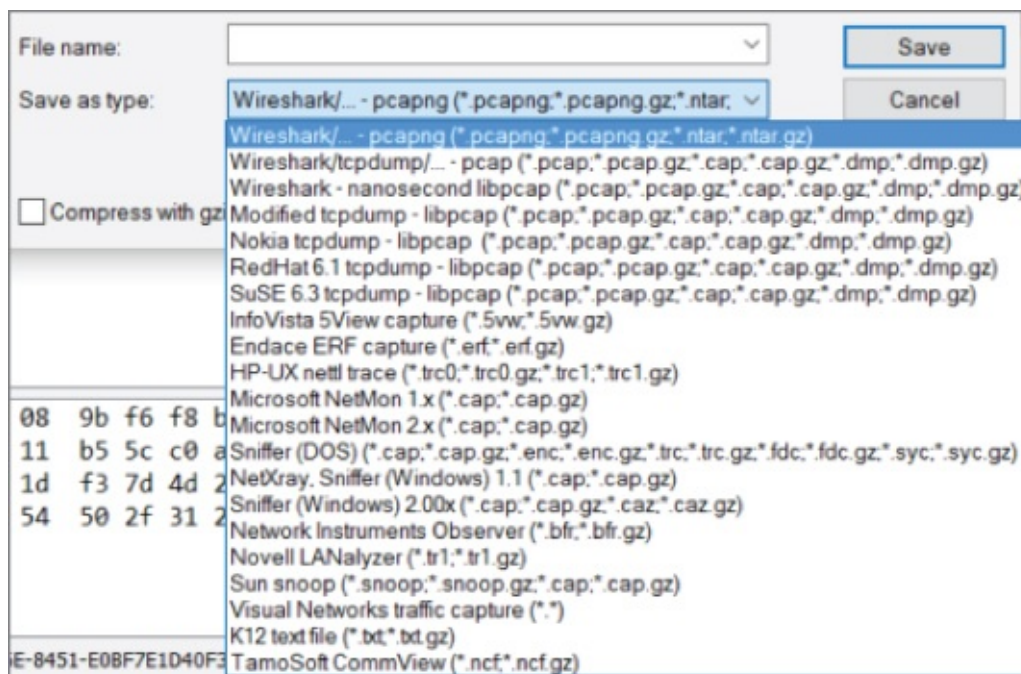 File name:
Save
Save as type:
Wireshark/... - pcapng (*.pcapng;*.pcapng.gz;*.ntar;
Cancel
Wireshark/... - pcapng (*.pcapng;*.pcapng.gz;*.ntar;*.ntar.gz)
Wireshark/tcpdump/... - pcap (*.pcap;*.pcap.gz;*.cap;*.cap.gz;*.dmp;*.dmp.gz)
Wireshark - nanosecond libpcap (*.pcap;*.pcap.gz;*.cap;*.cap.gz;*.dmp;*.dmp.gz)
Compress with gzi
Modified tcpdump - libpcap (*.pcap;*.pcap.gz;*.cap;*.cap.gz;*.dmp;*.dmp.gz)
Nokia tcpdump - libpcap (*.pcap;*.pcap.gz;*.cap;*.cap.gz;*.dmp;*.dmp.gz)
RedHat 6.1 tcpdump - libpcap (*.pcap;*.pcap.gz;*.cap;*.cap.gz;*.dmp;*.dmp.gz)
SuSE 6.3 tcpdump - libpcap (*.pcap;*.pcap.gz;*.cap;*.cap.gz;*.dmp;*.dmp.gz)
InfoVista 5View capture (*.5vw;*.5vw.gz)
Endace ERF capture (*.erf;*.erf.gz)
HP-UX nettl trace (*.trc0;*.trc0.gz;*.trc1;*.trc1.gz)
Microsoft NetMon 1.x (*.cap;*.cap.gz)
08 9b f6 f8 b
Microsoft NetMon 2.x (*.cap;*.cap.gz)
11 b5 5c c0 a
Sniffer (DOS) (*.cap;*.cap.gz;*.enc;*.enc.gz;*.trc;*.trc.gz;*.fdc;*.fdc.gz;*.syc;*.syc.gz)
1d f3 7d 4d 2
NetXray, Sniffer (Windows) 1.1 (*.cap;*.cap.gz)
54 50 2f 31 2
Sniffer (Windows) 2.00x (*.cap;*.cap.gz;*.caz;*.caz.gz)
Network Instruments Observer (*.bfr;*.bfr.gz)
Novell LANalyzer (*.tr1;*.tr1.gz)
Sun snoop (*.snoop;*.snoop.gz;*.cap;*.cap.gz)
Visual Networks traffic capture (*.*)
K12 text file (*.txt;*.txt.gz)
E-8451-E0BF7E1D40F3
TamoSoft CommView (*.ncf;*.ncf.gz)